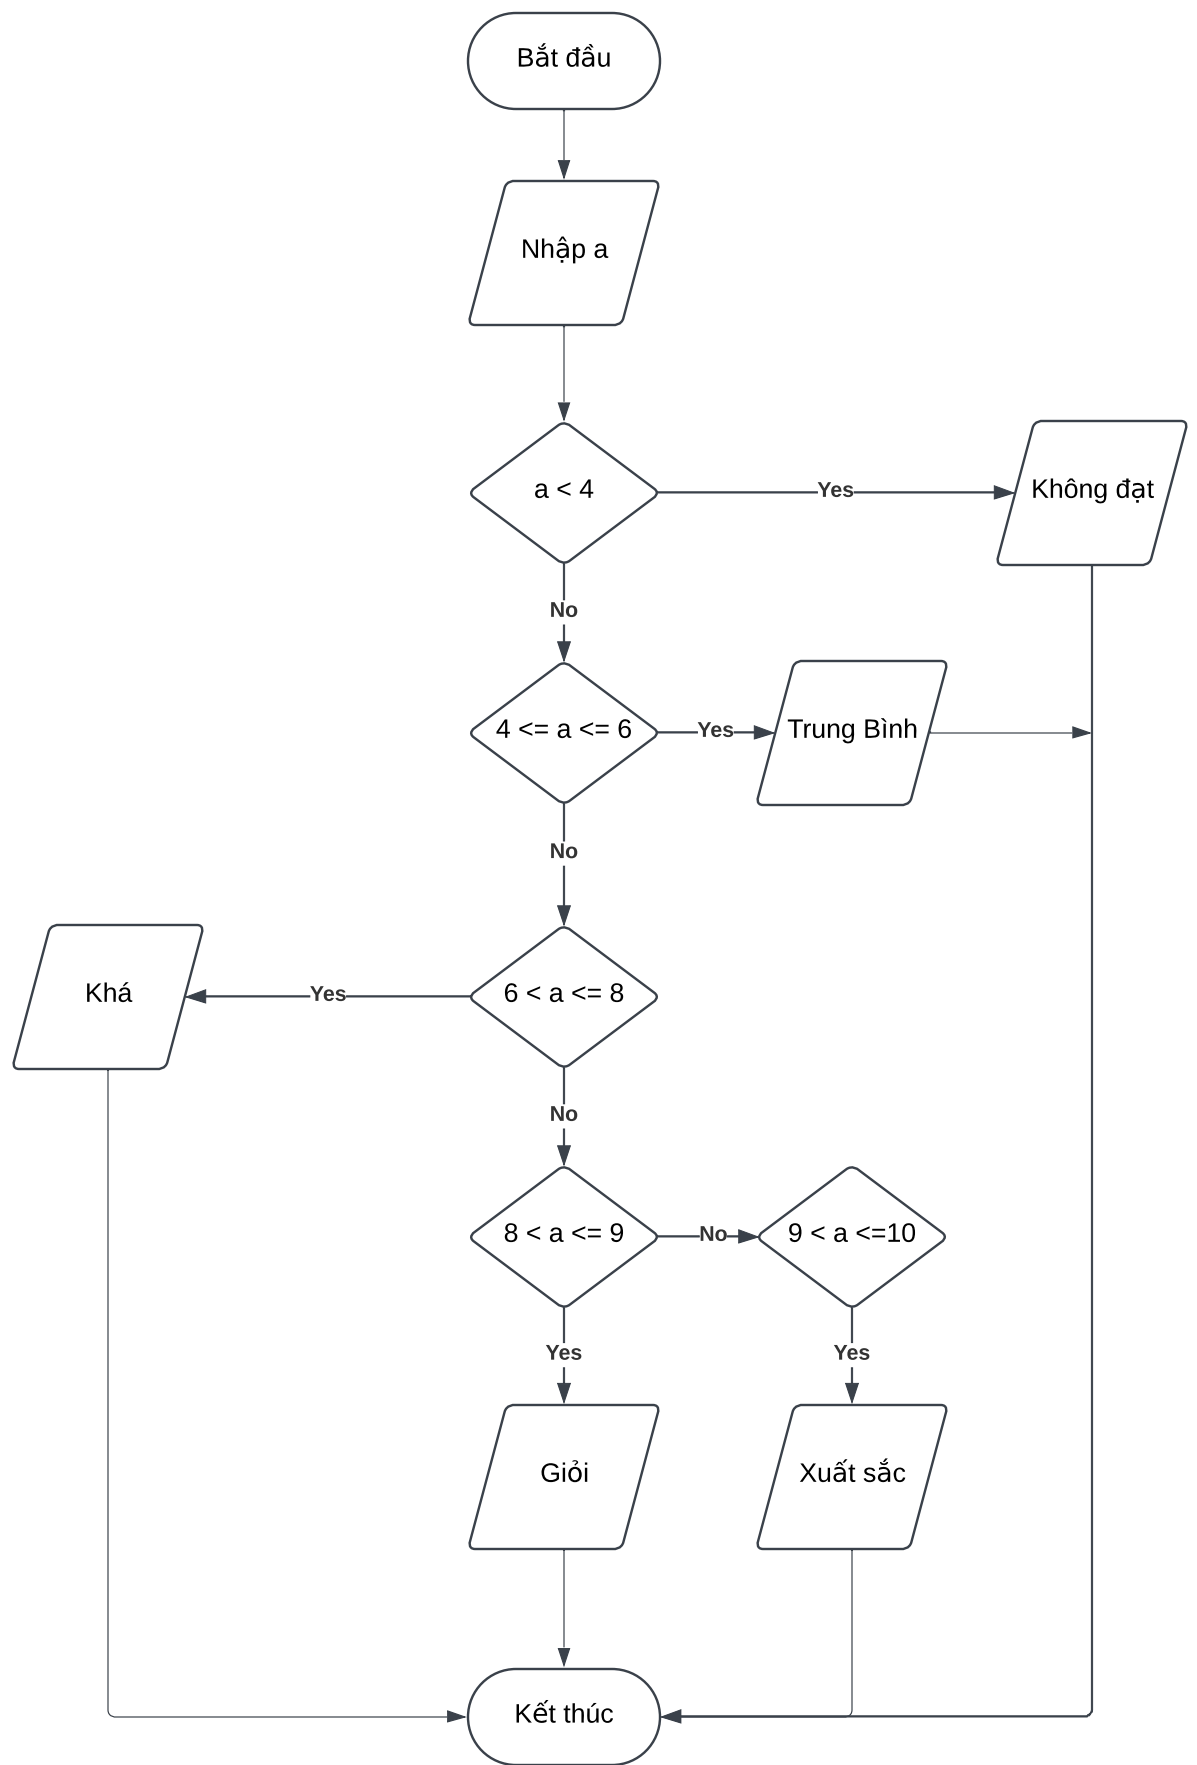 Bắt đầu
Nhập a
a < 4
Yes
Không đạt
No
4 <= a <= 6
Yes
Trung Bình
No
Khá
Yes
6 < a <= 8
No
8 < a <= 9
No
9 < a <=10
Yes
Yes
Giỏi
Xuất sắc
Kết thúc